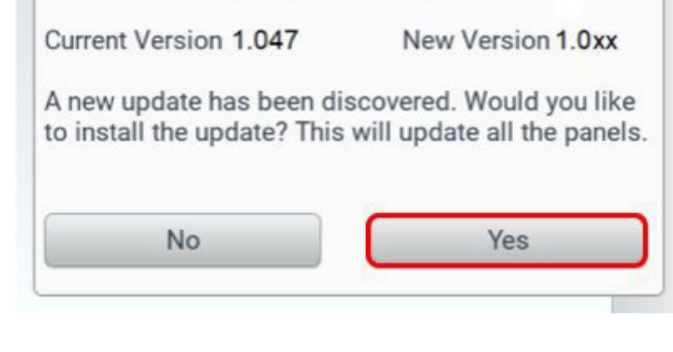 Current Version 1.047 New Version 1.0xx
A new update has been discovered. Would you like
to install the update? This will update all the panels.
No Yes